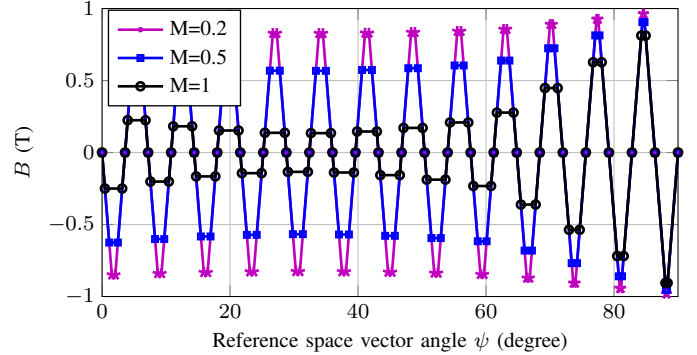 1
0.5
0
−0.5
−1
B (T)
M=0.2
M=0.5
M=1
0 20 40 60 80
Reference space vector angle ψ (degree)